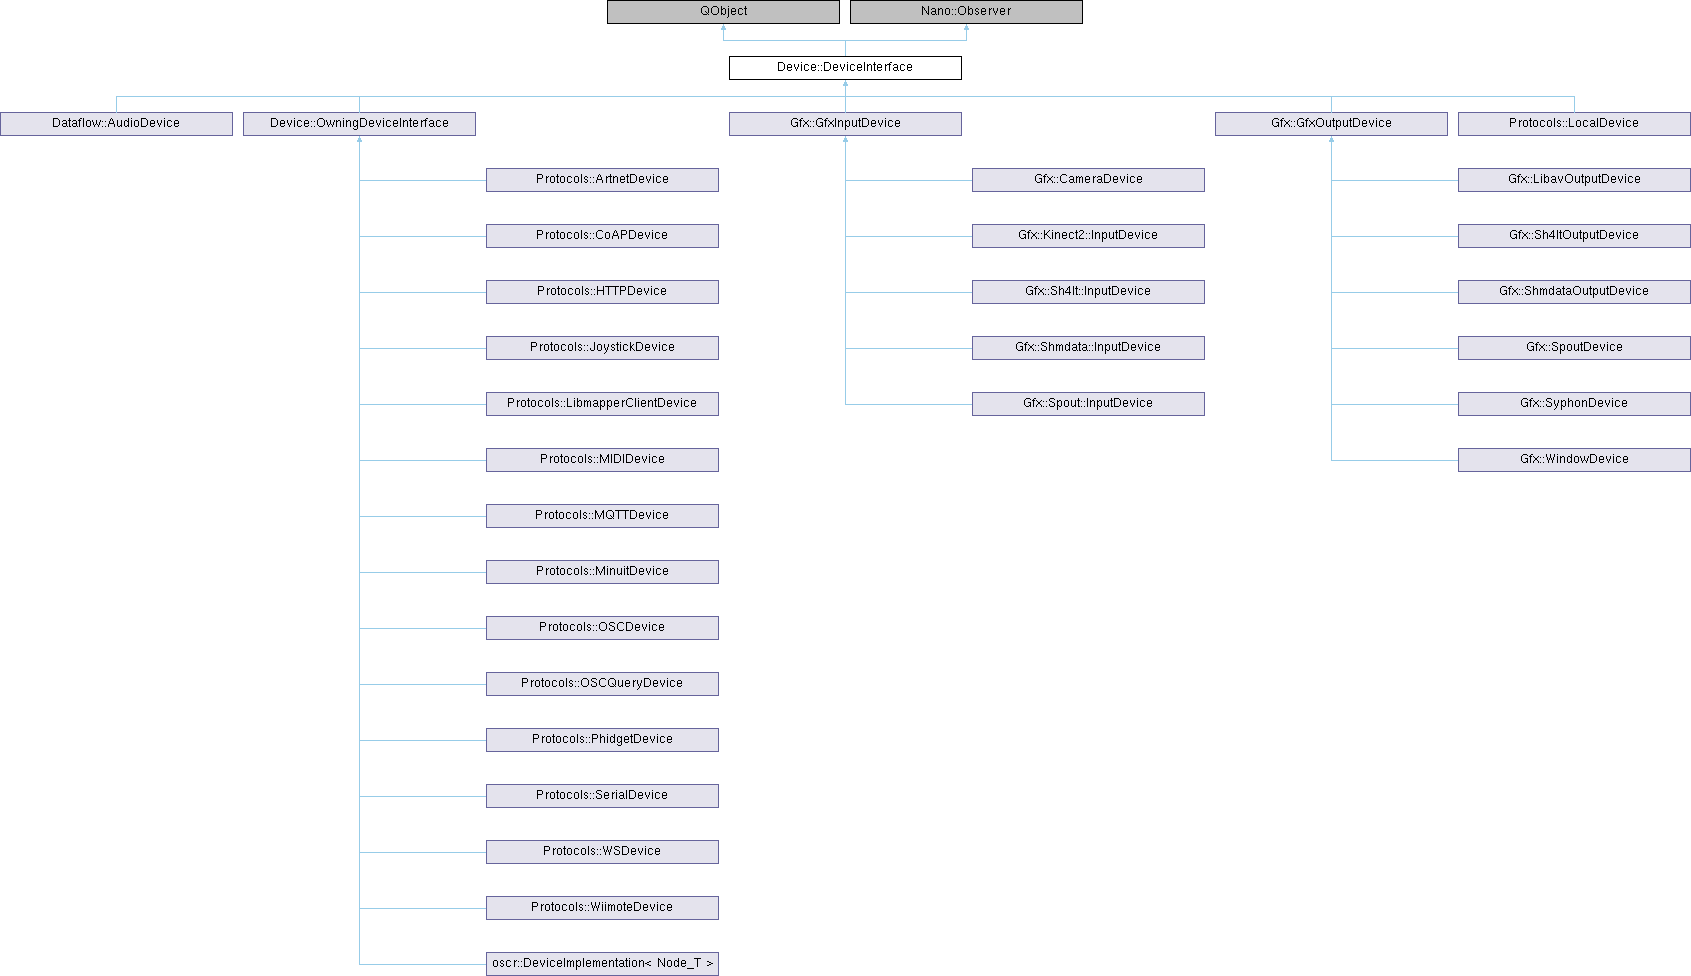 QObject
Nano::Observer
Device::DeviceInterface
Dataflow::AudioDevice
Device::OwningDeviceInterface
Gfx::GfxInputDevice
Gfx::GfxOutputDevice
Protocols::LocalDevice
Protocols::ArtnetDevice
Gfx::CameraDevice
Gfx::LibavOutputDevice
Protocols::CoAPDevice
Gfx::Kinect2::InputDevice
Gfx::Sh4ltOutputDevice
Protocols::HTTPDevice
Gfx::Sh4lt::InputDevice
Gfx::ShmdataOutputDevice
Protocols::JoystickDevice
Gfx::Shmdata::InputDevice
Gfx::SpoutDevice
Protocols::LibmapperClientDevice
Gfx::Spout::InputDevice
Gfx::SyphonDevice
Protocols::MIDIDevice
Gfx::WindowDevice
Protocols::MQTTDevice
Protocols::MinuitDevice
Protocols::OSCDevice
Protocols::OSCQueryDevice
Protocols::PhidgetDevice
Protocols::SerialDevice
Protocols::WSDevice
Protocols::WiimoteDevice
oscr::DeviceImplementation< Node_T >